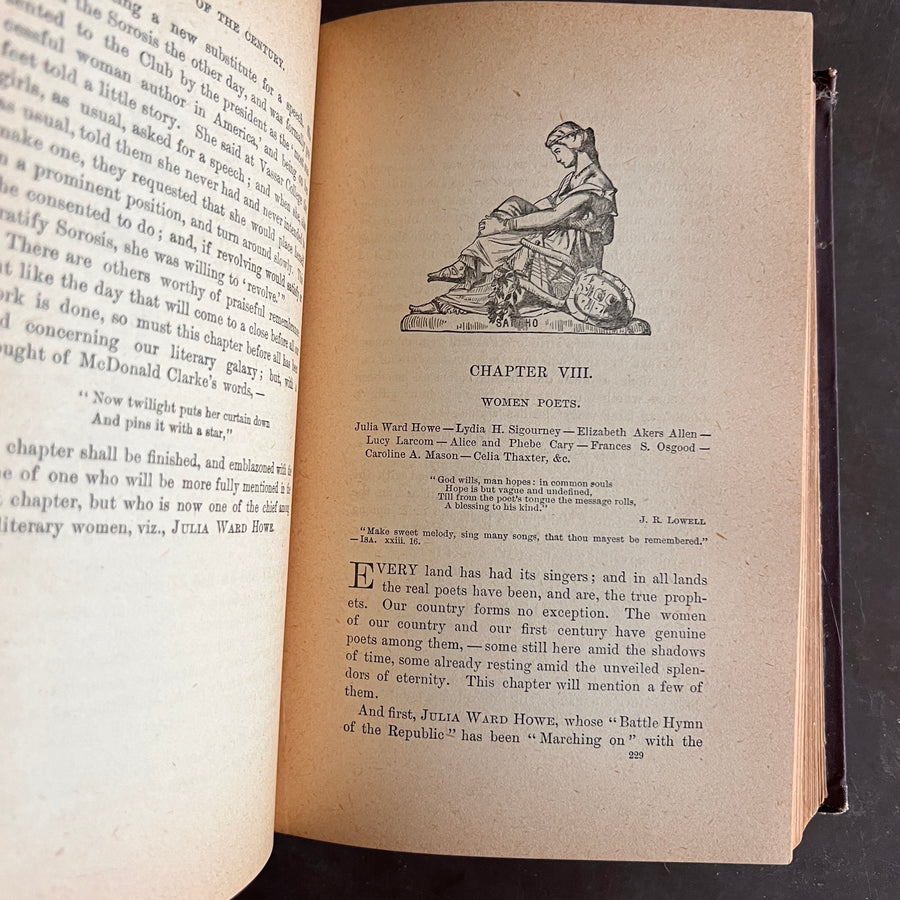 OF THE CENTURY.
a new substitute for a speech
the Sorosis the other day, and was formally
to the Club by the president as the 'most
woman author in America,' and being
told a little story. She said at Vassar College
girls, as usual, asked for a speech; and when she
usual, told them she never had and never intended
make one, they requested that she would place herself
a prominent position, and turn around slowly. This
consented to do; and, if revolving would satisfy or
Sorosis, she was willing to 'revolve.'"
There are others worthy of praiseful remembrance
like the day that will come to a close before all our
is done, so must this chapter before all has been
concerning our literary galaxy; but, with a
of McDonald Clarke's words,—
"Now twilight puts her curtain down
And pins it with a star,"
chapter shall be finished, and emblazoned with the
of one who will be more fully mentioned in the
chapter, but who is now one of the chief among
literary women, viz., JULIA WARD HOWE.
SAPPHO
CHAPTER VIII.
WOMEN POETS.
Julia Ward Howe — Lydia H. Sigourney — Elizabeth Akers Allen —
Lucy Larcom — Alice and Phebe Cary — Frances S. Osgood —
Caroline A. Mason — Celia Thaxter, &c.
"God wills, man hopes: in common souls
Hope is but vague and undefined,
Till from the poet's tongue the message rolls,
A blessing to his kind."
J. R. LOWELL
"Make sweet melody, sing many songs, that thou mayest be remembered."
—ISA. xxiii. 16.
EVERY land has had its singers; and in all lands
the real poets have been, and are, the true proph-
ets. Our country forms no exception. The women
of our country and our first century have genuine
poets among them, — some still here amid the shadows
of time, some already resting amid the unveiled splen-
dors of eternity. This chapter will mention a few of
them.
And first, JULIA WARD HOWE, whose "Battle Hymn
of the Republic" has been "Marching on" with the
229